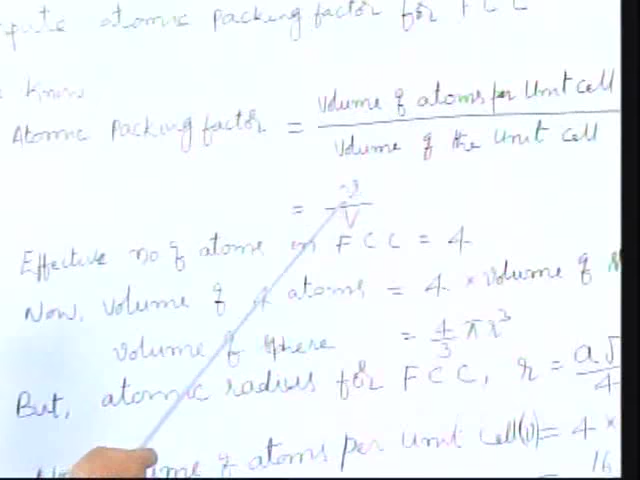 atomic packing factor for FCC
know
Atomic Packing factor = Volume of atoms per Unit cell / Volume of the Unit cell
= v/V
Effective no of atoms in FCC = 4
Now, Volume of 4 atoms = 4 × volume of
volume of sphere = 4/3 π r³
But, atomic radius for FCC, r = a√ / 4
of atoms per Unit cell (v) = 4 ×
= 16